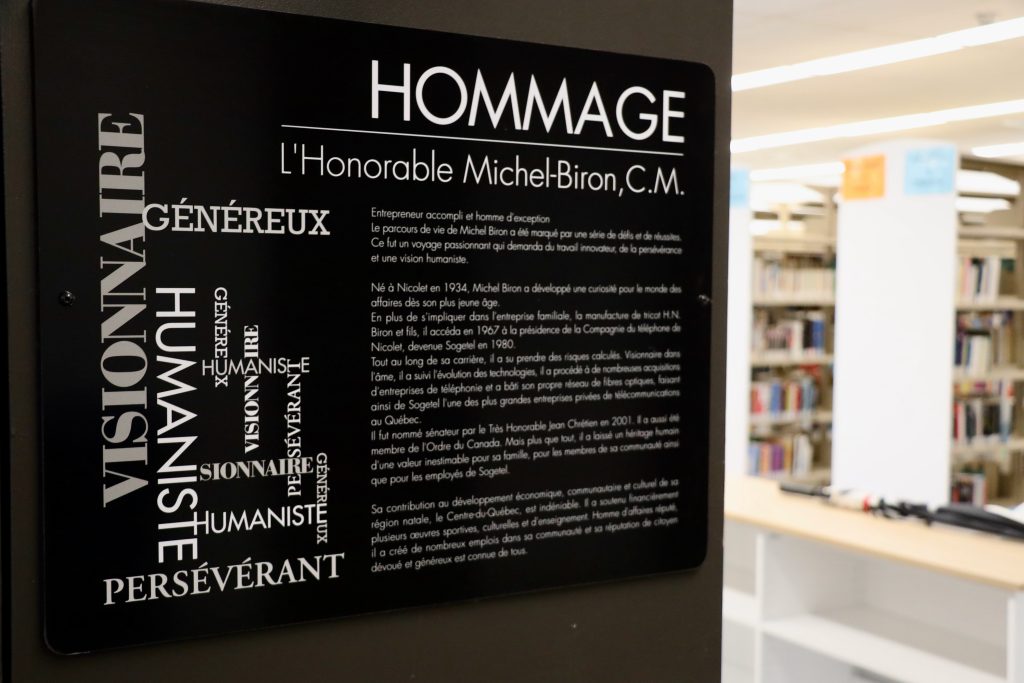 HOMMAGE
L'Honorable Michel-Biron, C.M.
VISIONNAIRE
GÉNÉREUX
HUMANISTE
GÉNÉREUX
HUMANISTE
VISIONNAIRE
PERSÉVÉRANT
SIONNAIRE
GÉNÉREUX
HUMANISTE
PERSÉVÉRANT
Entrepreneur accompli et homme d'exception
Le parcours de vie de Michel Biron a été marqué par une série de défis et de réussites.
Ce fut un voyage passionnant qui demanda du travail innovateur, de la persévérance
et une vision humaniste.
Né à Nicolet en 1934, Michel Biron a développé une curiosité pour le monde des
affaires dès son plus jeune âge.
En plus de s'impliquer dans l'entreprise familiale, la manufacture de tricot H.N.
Biron et fils, il accéda en 1967 à la présidence de la Compagnie du téléphone de
Nicolet, devenue Sogetel en 1980.
Tout au long de sa carrière, il a su prendre des risques calculés. Visionnaire dans
l'âme, il a suivi l'évolution des technologies, il a procédé à de nombreuses acquisitions
d'entreprises de téléphonie et a bâti son propre réseau de fibres optiques, faisant
ainsi de Sogetel l'une des plus grandes entreprises privées de télécommunications
au Québec.
Il fut nommé sénateur par le Très Honorable Jean Chrétien en 2001. Il a aussi été
membre de l'Ordre du Canada. Mais plus que tout, il a laissé un héritage humain
d'une valeur inestimable pour sa famille, pour les membres de sa communauté ainsi
que pour les employés de Sogetel.
Sa contribution au développement économique, communautaire et culturel de sa
région natale, le Centre-du-Québec, est indéniable. Il a soutenu financièrement
plusieurs œuvres sportives, culturelles et d'enseignement. Homme d'affaires réputé,
il a créé de nombreux emplois dans sa communauté et sa réputation de citoyen
dévoué et généreux est connue de tous.